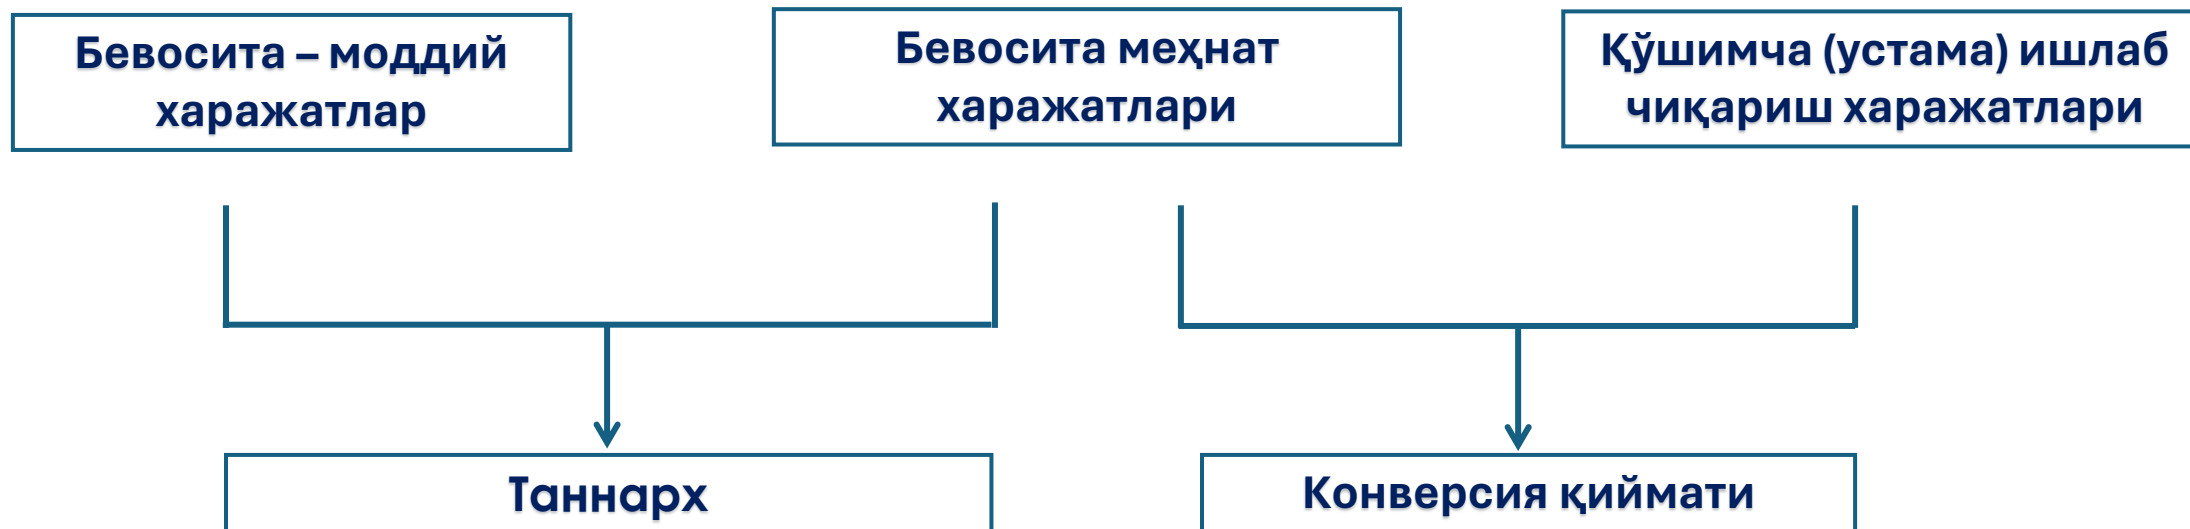 Бевосита – моддий
харажатлар
Бевосита меҳнат
харажатлари
Қўшимча (устама) ишлаб
чиқариш харажатлари
Таннарх
Конверсия қиймати